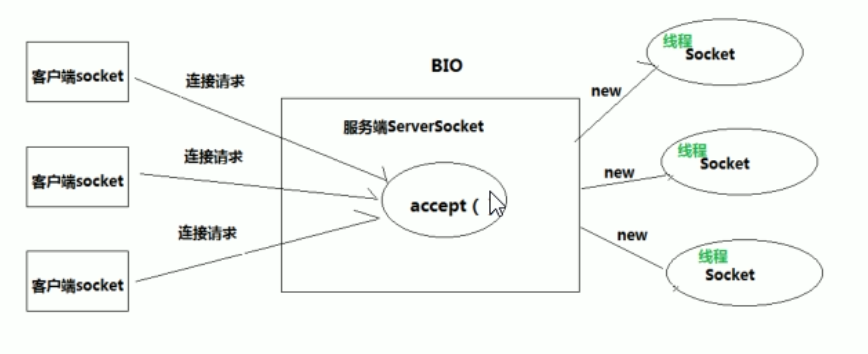 BIO
客户端socket
连接请求
服务端ServerSocket
accept (
new
线程
Socket
客户端socket
连接请求
new
线程
Socket
客户端socket
连接请求
new
线程
Socket